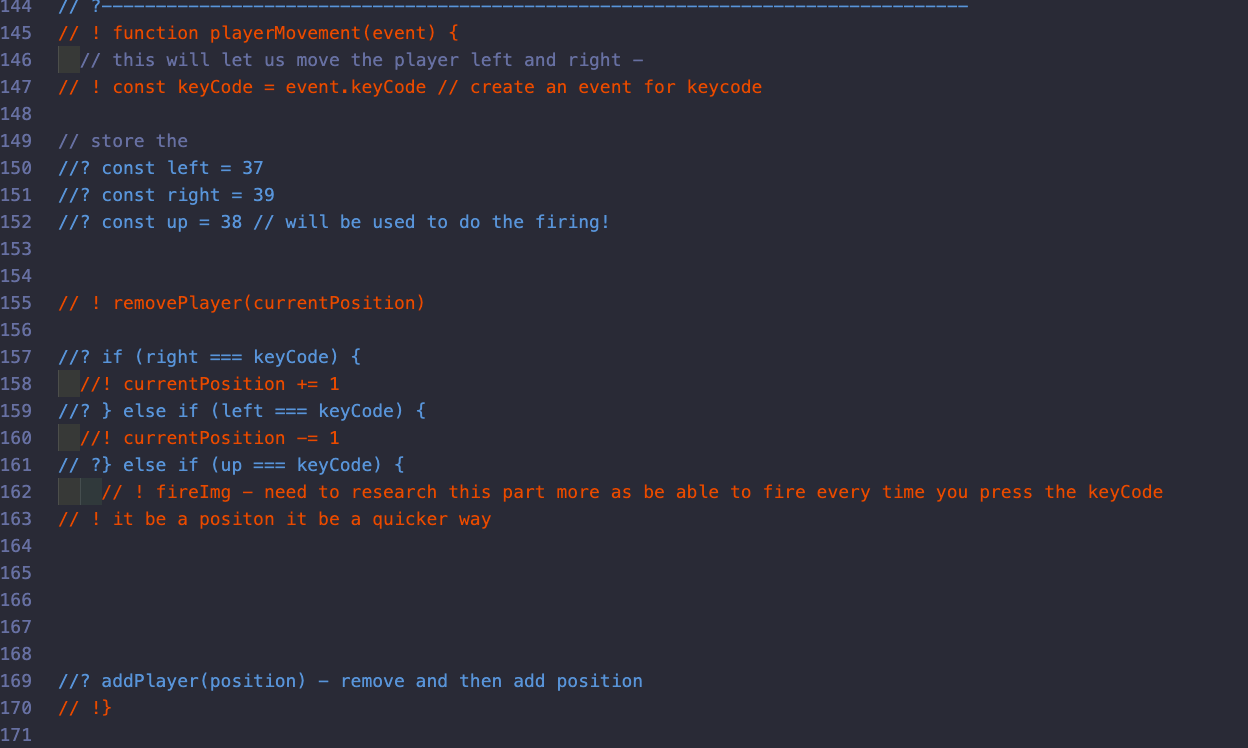 144 // ?--------------------------------------------------------------------------------
145 // ! function playerMovement(event) {
146 // this will let us move the player left and right -
147 // ! const keyCode = event.keyCode // create an event for keycode
148
149 // store the
150 //? const left = 37
151 //? const right = 39
152 //? const up = 38 // will be used to do the firing!
153
154
155 // ! removePlayer(currentPosition)
156
157 //? if (right === keyCode) {
158 //! currentPosition += 1
159 //? } else if (left === keyCode) {
160 //! currentPosition -= 1
161 // ?} else if (up === keyCode) {
162 // ! fireImg - need to research this part more as be able to fire every time you press the keyCode
163 // ! it be a positon it be a quicker way
164
165
166
167
168
169 //? addPlayer(position) - remove and then add position
170 // !}
171